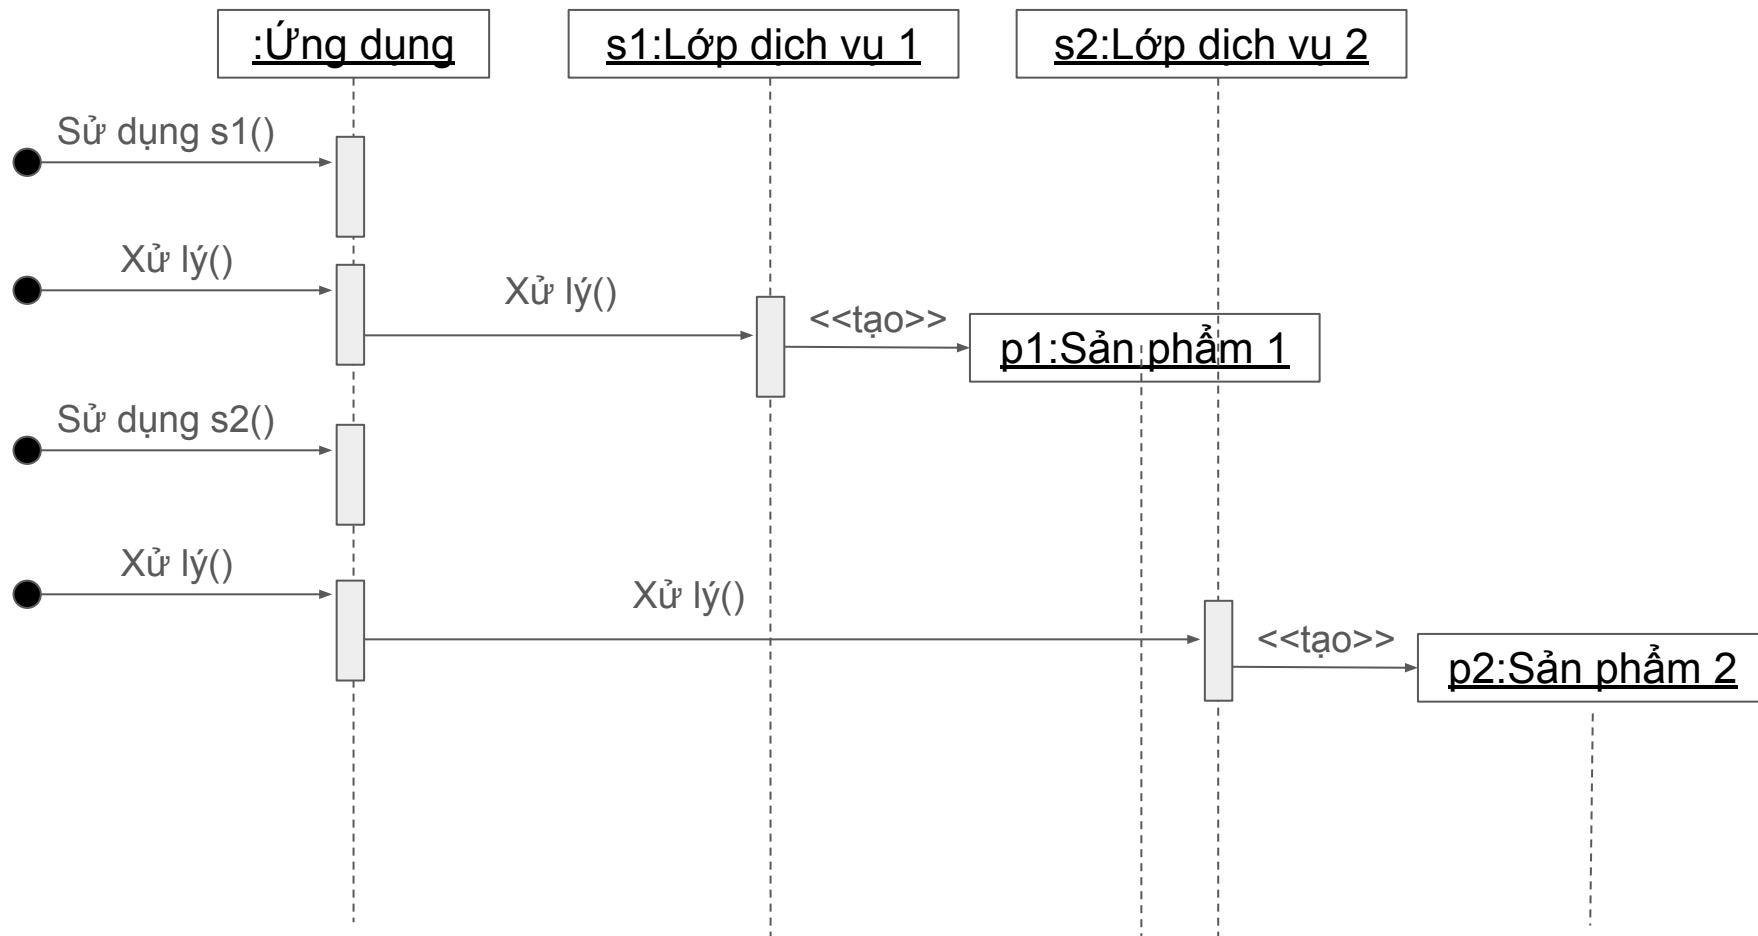 :Ứng dụng
s1:Lớp dịch vụ 1
s2:Lớp dịch vụ 2
Sử dụng s1()
Xử lý()
Xử lý()
<<tạo>>
p1:Sản phẩm 1
Sử dụng s2()
Xử lý()
Xử lý()
<<tạo>>
p2:Sản phẩm 2